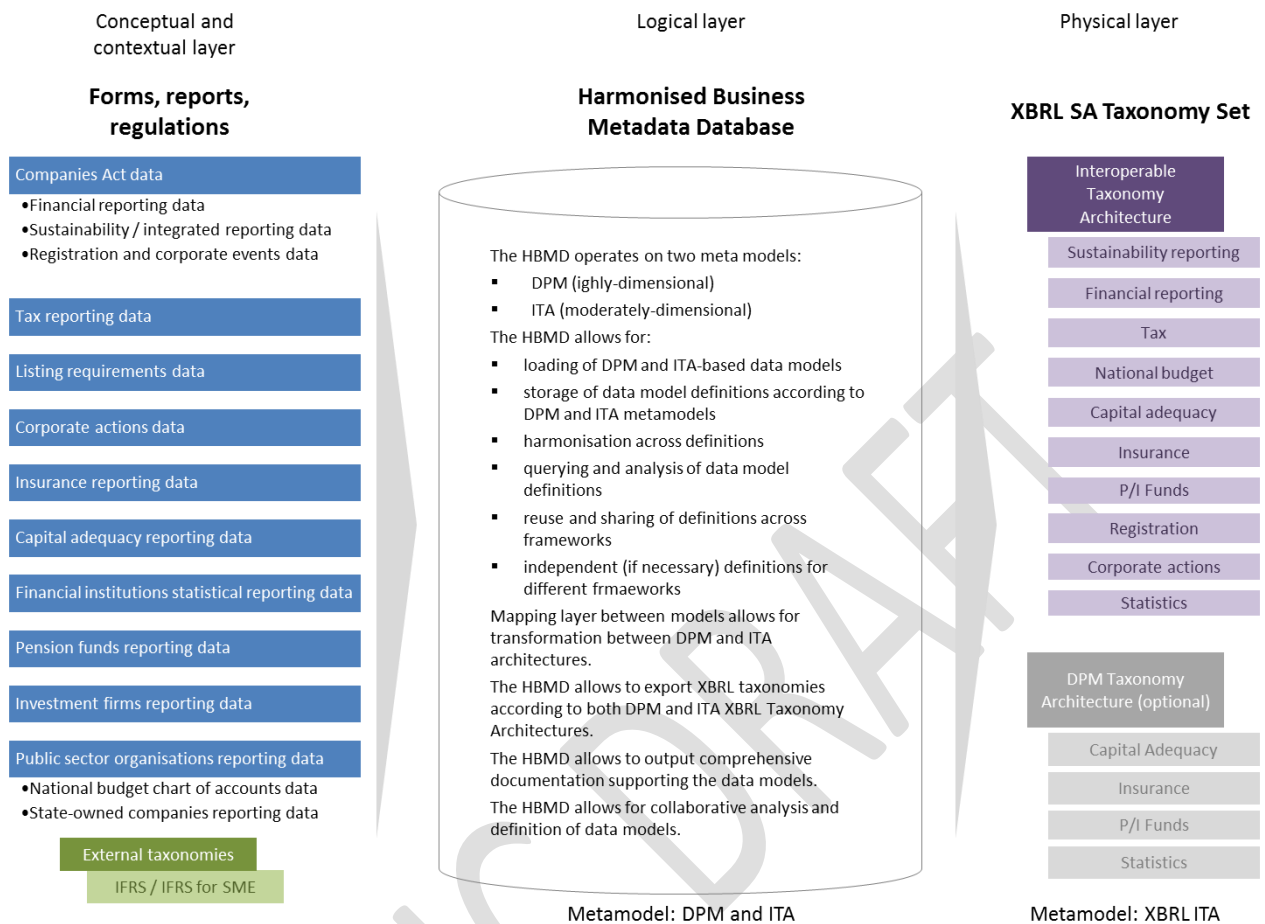 Conceptual and
contextual layer
Forms, reports,
regulations
Companies Act data
•Financial reporting data
•Sustainability / integrated reporting data
•Registration and corporate events data
Tax reporting data
Listing requirements data
Corporate actions data
Insurance reporting data
Capital adequacy reporting data
Financial institutions statistical reporting data
Pension funds reporting data
Investment firms reporting data
Public sector organisations reporting data
•National budget chart of accounts data
•State-owned companies reporting data
External taxonomies
IFRS / IFRS for SME
Logical layer
Harmonised Business
Metadata Database
The HBMD operates on two meta models:
▪ DPM (ighly-dimensional)
▪ ITA (moderately-dimensional)
The HBMD allows for:
▪ loading of DPM and ITA-based data models
▪ storage of data model definitions according to
DPM and ITA metamodels
▪ harmonisation across definitions
▪ querying and analysis of data model
definitions
▪ reuse and sharing of definitions across
frameworks
▪ independent (if necessary) definitions for
different frmaeworks
Mapping layer between models allows for
transformation between DPM and ITA
architectures.
The HBMD allows to export XBRL taxonomies
according to both DPM and ITA XBRL Taxonomy
Architectures.
The HBMD allows to output comprehensive
documentation supporting the data models.
The HBMD allows for collaborative analysis and
definition of data models.
Metamodel: DPM and ITA
Physical layer
XBRL SA Taxonomy Set
Interoperable
Taxonomy
Architecture
Sustainability reporting
Financial reporting
Tax
National budget
Capital adequacy
Insurance
P/I Funds
Registration
Corporate actions
Statistics
DPM Taxonomy
Architecture (optional)
Capital Adequacy
Insurance
P/I Funds
Statistics
Metamodel: XBRL ITA
C DRAFT